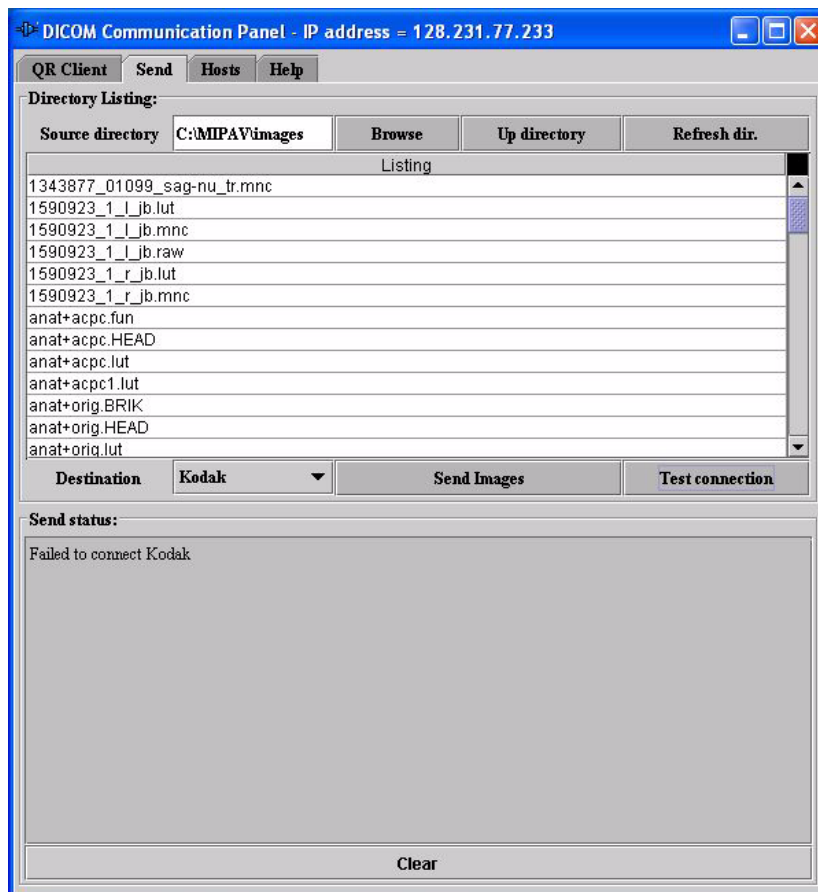 DICOM Communication Panel - IP address = 128.231.77.233
QR Client Send Hosts Help
Directory Listing:
Source directory C:\MIPAV\images Browse Up directory Refresh dir.
Listing
1343877_01099_sag-nu_tr.mnc
1590923_1_l_jb.lut
1590923_1_l_jb.mnc
1590923_1_l_jb.raw
1590923_1_r_jb.lut
1590923_1_r_jb.mnc
anat+acpc.fun
anat+acpc.HEAD
anat+acpc.lut
anat+acpc1.lut
anat+orig.BRIK
anat+orig.HEAD
anat+orig.lut
Destination Kodak Send Images Test connection
Send status:
Failed to connect Kodak
Clear